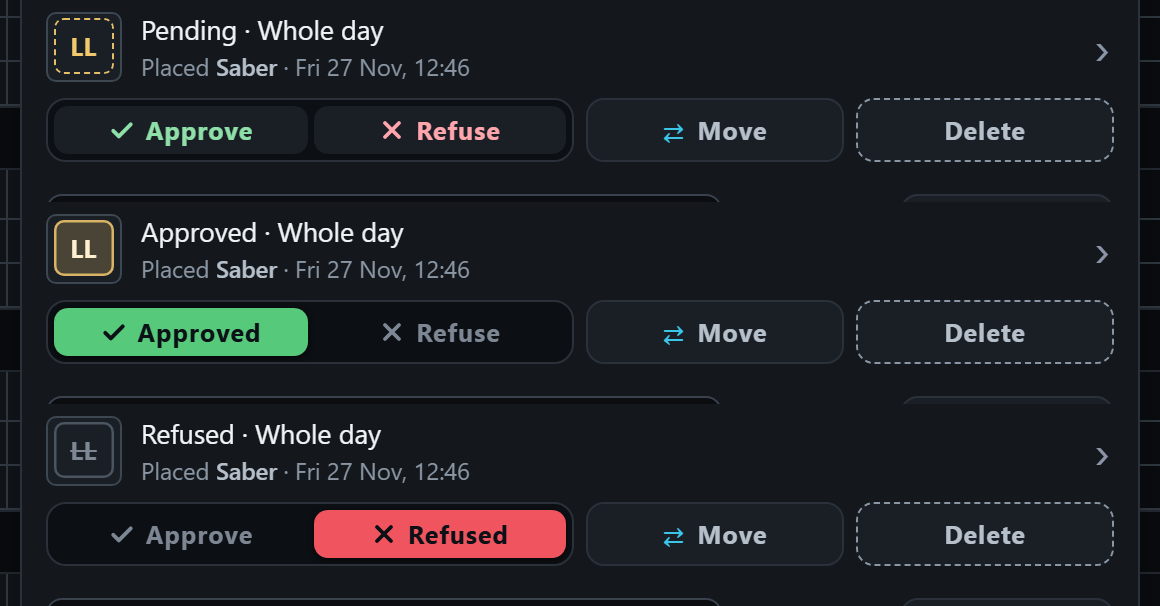 LL Pending · Whole day
Placed Saber · Fri 27 Nov, 12:46
Approve Refuse Move Delete
LL Approved · Whole day
Placed Saber · Fri 27 Nov, 12:46
Approved Refuse Move Delete
LL Refused · Whole day
Placed Saber · Fri 27 Nov, 12:46
Approve Refused Move Delete